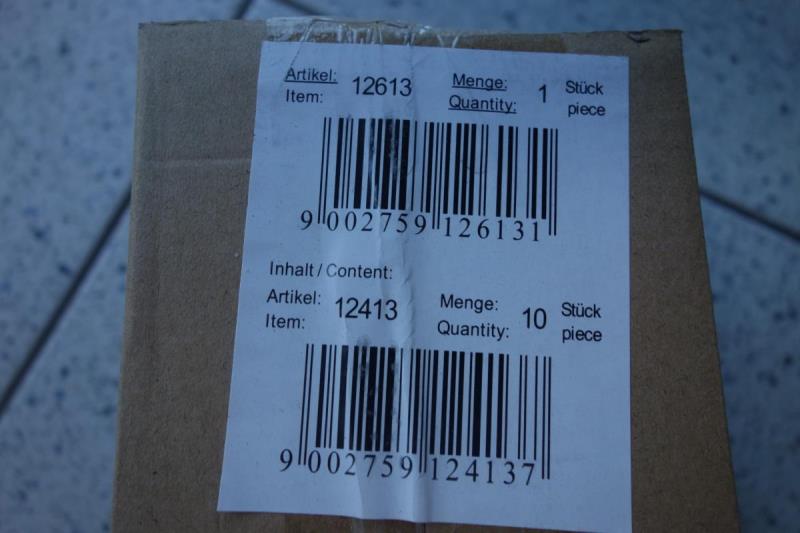 Artikel: 12613 Menge: 1 Stück
Item: Quantity: piece
9 002759 126131
Inhalt / Content:
Artikel: 12413 Menge: 10 Stück
Item: Quantity: piece
9 002759 124137